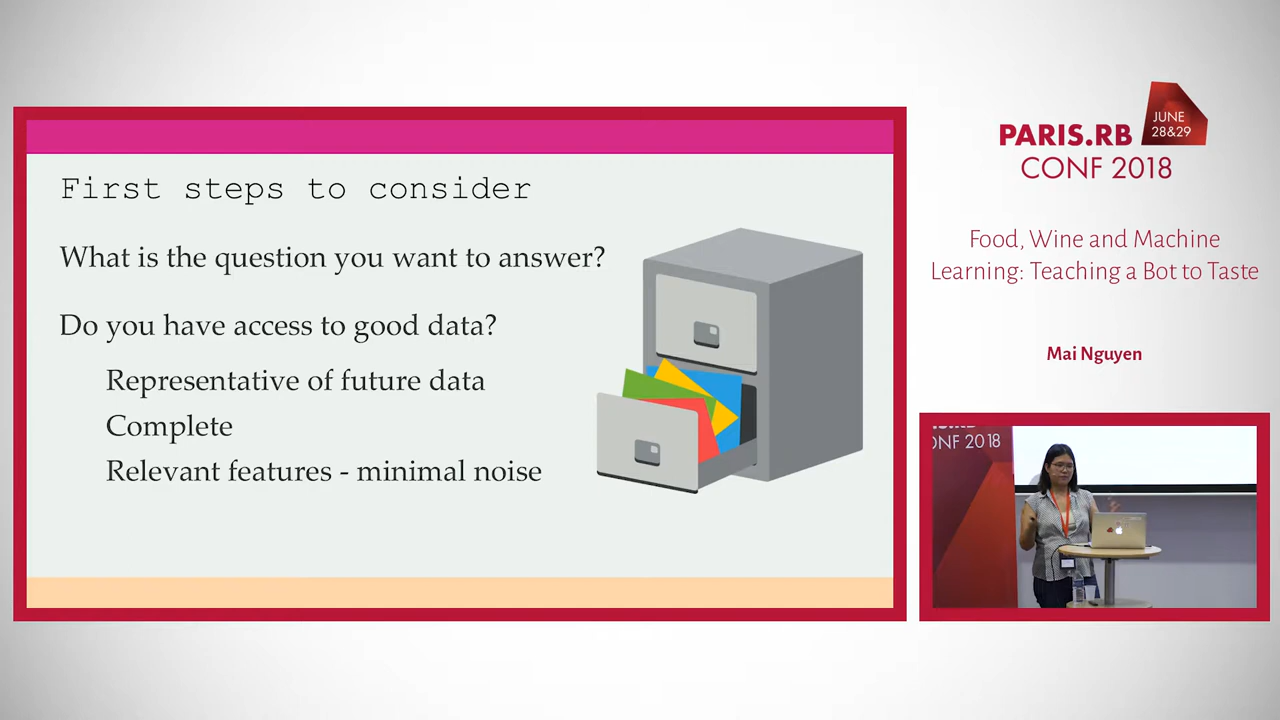 First steps to consider
What is the question you want to answer?
Do you have access to good data?
Representative of future data
Complete
Relevant features - minimal noise
PARIS.RB
CONF 2018
JUNE
28&29
Food, Wine and Machine
Learning: Teaching a Bot to Taste
Mai Nguyen
CONF 2018